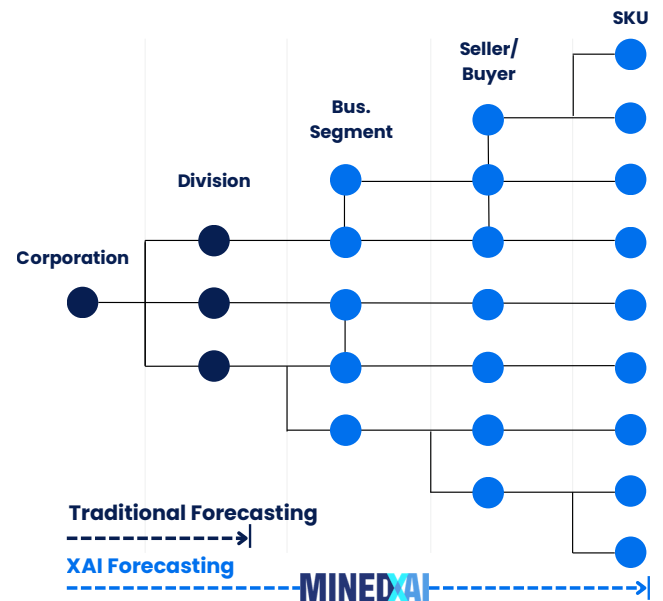 SKU
Seller/
Buyer
Bus.
Segment
Division
Corporation
Traditional Forecasting
XAI Forecasting
MINEDXAI